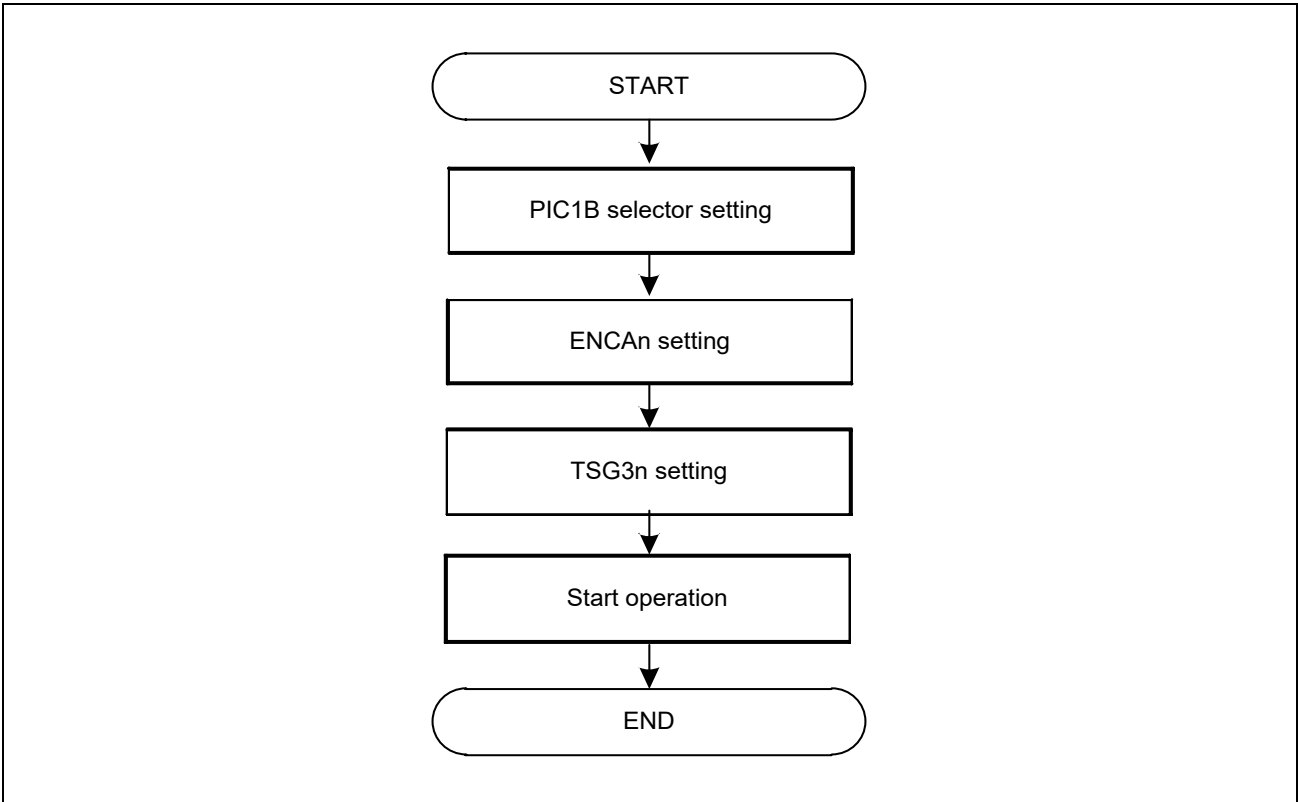 START
PIC1B selector setting
ENCAn setting
TSG3n setting
Start operation
END